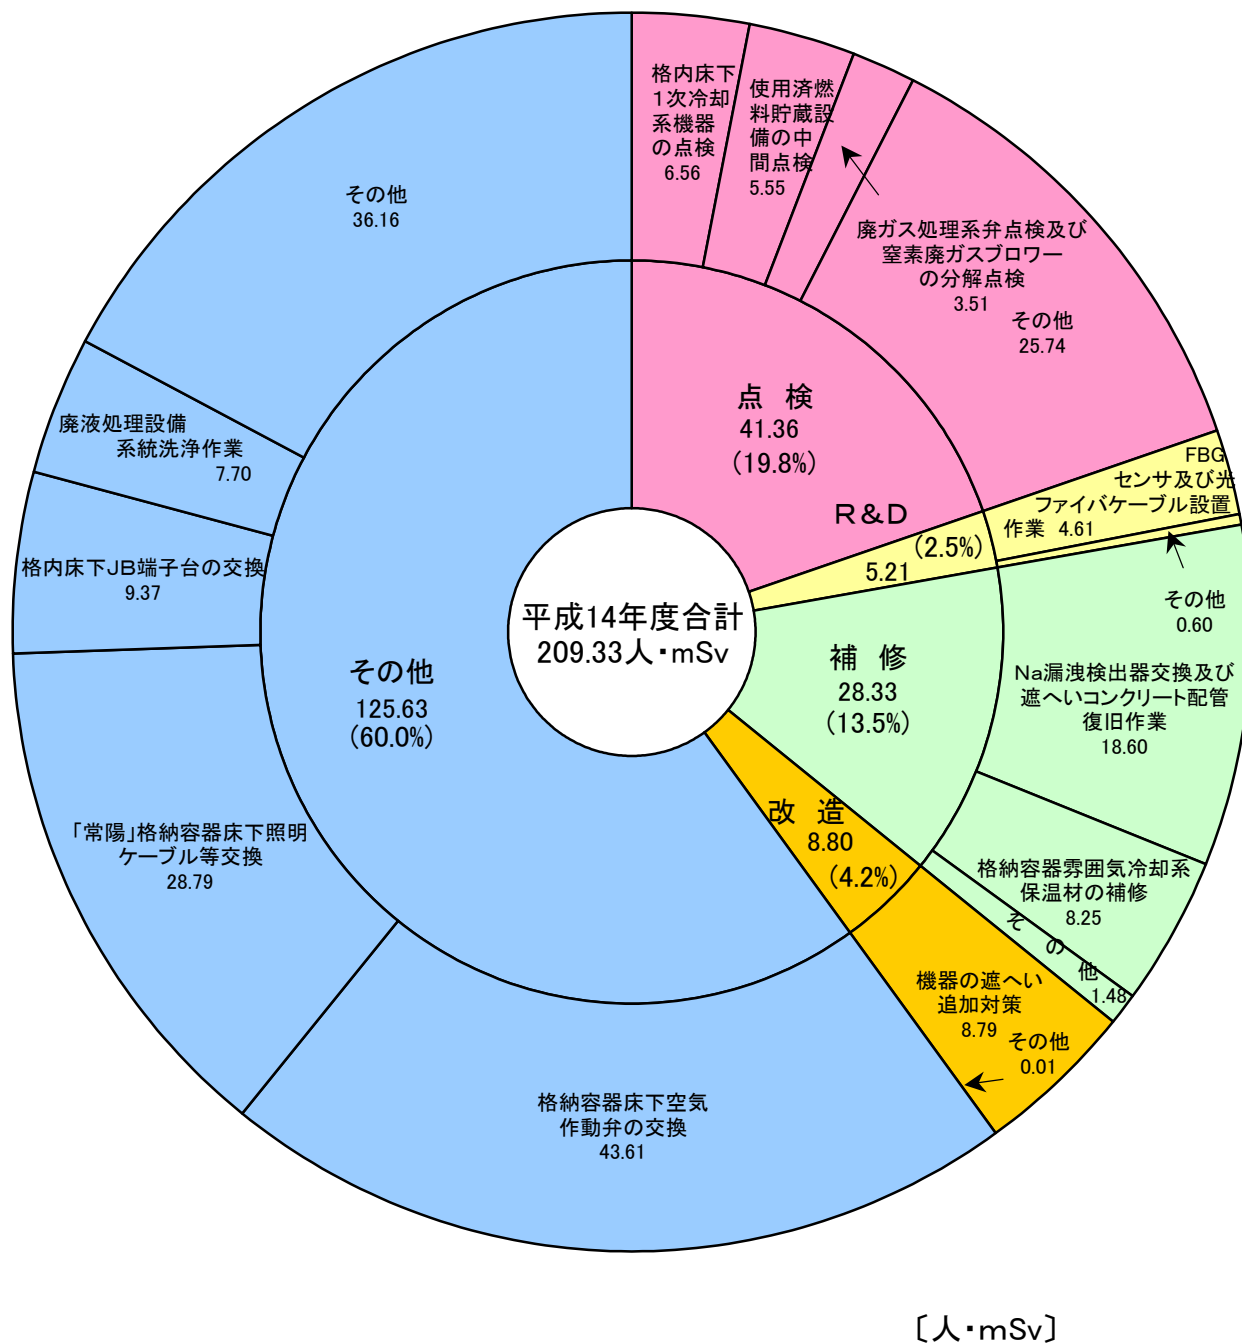 格内床下
１次冷却
系機器
の点検
6.56
使用済燃
料貯蔵設
備の中
間点検
5.55
廃ガス処理系弁点検及び
窒素廃ガスブロワー
の分解点検
3.51
その他
25.74
点 検
41.36
(19.8%)
R&D
(2.5%)
5.21
FBG
センサ及び光
ファイバケーブル設置
作業 4.61
その他
0.60
補 修
28.33
(13.5%)
Na漏洩検出器交換及び
遮へいコンクリート配管
復旧作業
18.60
格納容器雰囲気冷却系
保温材の補修
8.25
その他
1.48
改 造
8.80
(4.2%)
機器の遮へい
追加対策
8.79
その他
0.01
平成14年度合計
209.33人・mSv
その他
125.63
(60.0%)
格納容器床下空気
作動弁の交換
43.61
「常陽」格納容器床下照明
ケーブル等交換
28.79
格内床下JB端子台の交換
9.37
廃液処理設備
系統洗浄作業
7.70
その他
36.16
〔人・mSv〕